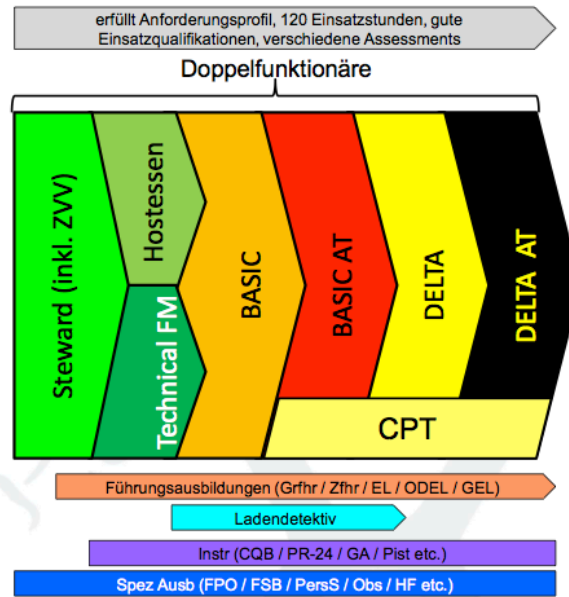 erfüllt Anforderungsprofil, 120 Einsatzstunden, gute
Einsatzqualifikationen, verschiedene Assessments
Doppelfunktionäre
Steward (inkl. ZVV)
Hostessen
Technical FM
BASIC
BASIC AT
DELTA
DELTA AT
CPT
Führungsausbildungen (Grfhr / Zfhr / EL / ODEL / GEL)
Ladendetektiv
Instr (CQB / PR-24 / GA / Pist etc.)
Spez Ausb (FPO / FSB / PersS / Obs / HF etc.)